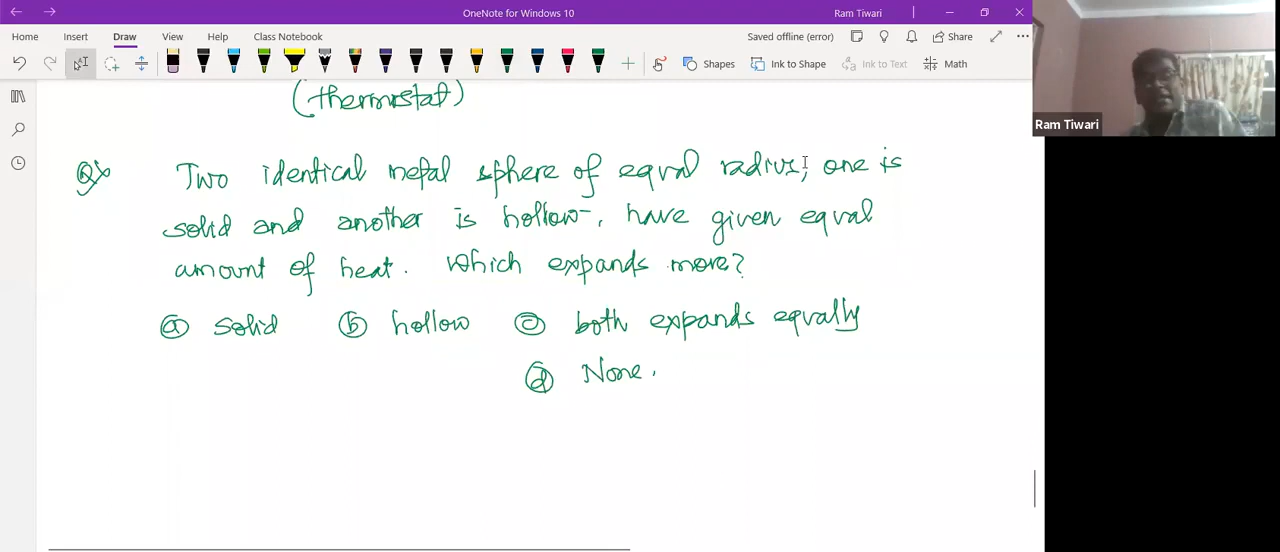 OneNote for Windows 10
Ram Tiwari
Home Insert Draw View Help Class Notebook
Saved offline (error) Share
Shapes Ink to Shape Ink to Text Math
(thermostat)
Ram Tiwari
Q Two identical metal sphere of equal radius, one is
solid and another is hollow, have given equal
amount of heat. Which expands more?
(a) solid (b) hollow (c) both expands equally
(d) None.